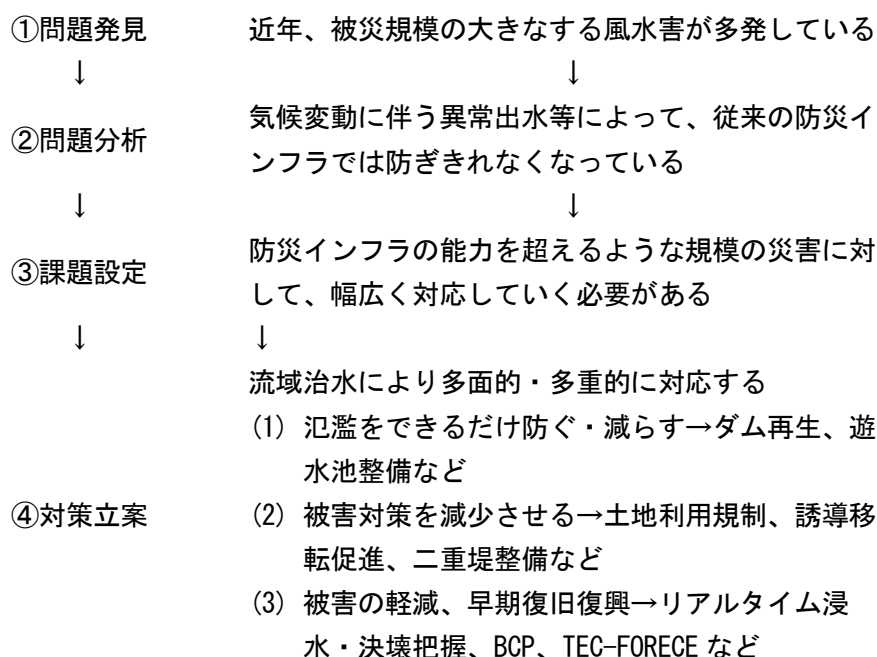 ①問題発見 近年、被災規模の大きなする風水害が多発している
↓ ↓
②問題分析 気候変動に伴う異常出水等によって、従来の防災イ
ンフラでは防ぎきれなくなっている
↓ ↓
③課題設定 防災インフラの能力を超えるような規模の災害に対
して、幅広く対応していく必要がある
↓ ↓
流域治水により多面的・多重的に対応する
(1) 氾濫をできるだけ防ぐ・減らす→ダム再生、遊
水池整備など
④対策立案 (2) 被害対策を減少させる→土地利用規制、誘導移
転促進、二重堤整備など
(3) 被害の軽減、早期復旧復興→リアルタイム浸
水・決壊把握、BCP、TEC-FORECE など